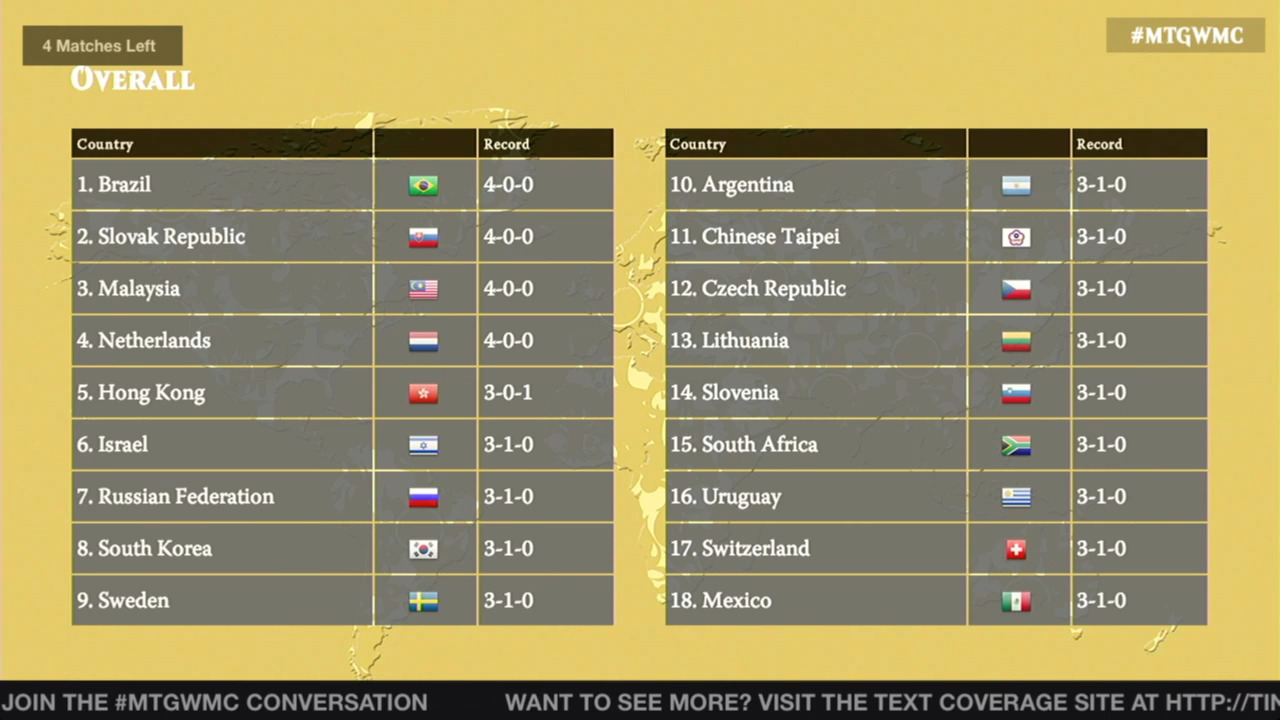 4 Matches Left
#MTGWMC
OVERALL
Country Record
1. Brazil 4-0-0
2. Slovak Republic 4-0-0
3. Malaysia 4-0-0
4. Netherlands 4-0-0
5. Hong Kong 3-0-1
6. Israel 3-1-0
7. Russian Federation 3-1-0
8. South Korea 3-1-0
9. Sweden 3-1-0
Country Record
10. Argentina 3-1-0
11. Chinese Taipei 3-1-0
12. Czech Republic 3-1-0
13. Lithuania 3-1-0
14. Slovenia 3-1-0
15. South Africa 3-1-0
16. Uruguay 3-1-0
17. Switzerland 3-1-0
18. Mexico 3-1-0
JOIN THE #MTGWMC CONVERSATION WANT TO SEE MORE? VISIT THE TEXT COVERAGE SITE AT HTTP://TIN